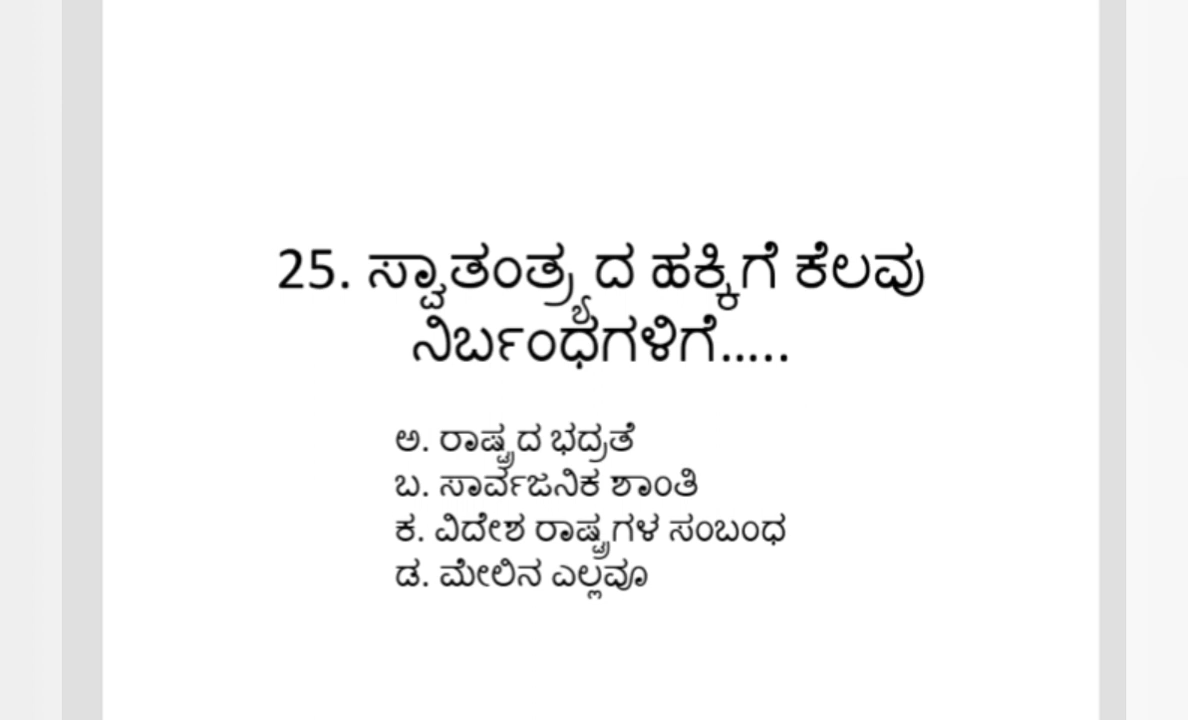 25. ಸ್ವಾತಂತ್ರ್ಯದ ಹಕ್ಕಿಗೆ ಕೆಲವು
ನಿರ್ಬಂಧಗಳಿಗೆ.....
ಅ. ರಾಷ್ಟ್ರದ ಭದ್ರತೆ
ಬ. ಸಾರ್ವಜನಿಕ ಶಾಂತಿ
ಕ. ವಿದೇಶ ರಾಷ್ಟ್ರಗಳ ಸಂಬಂಧ
ಡ. ಮೇಲಿನ ಎಲ್ಲವೂ